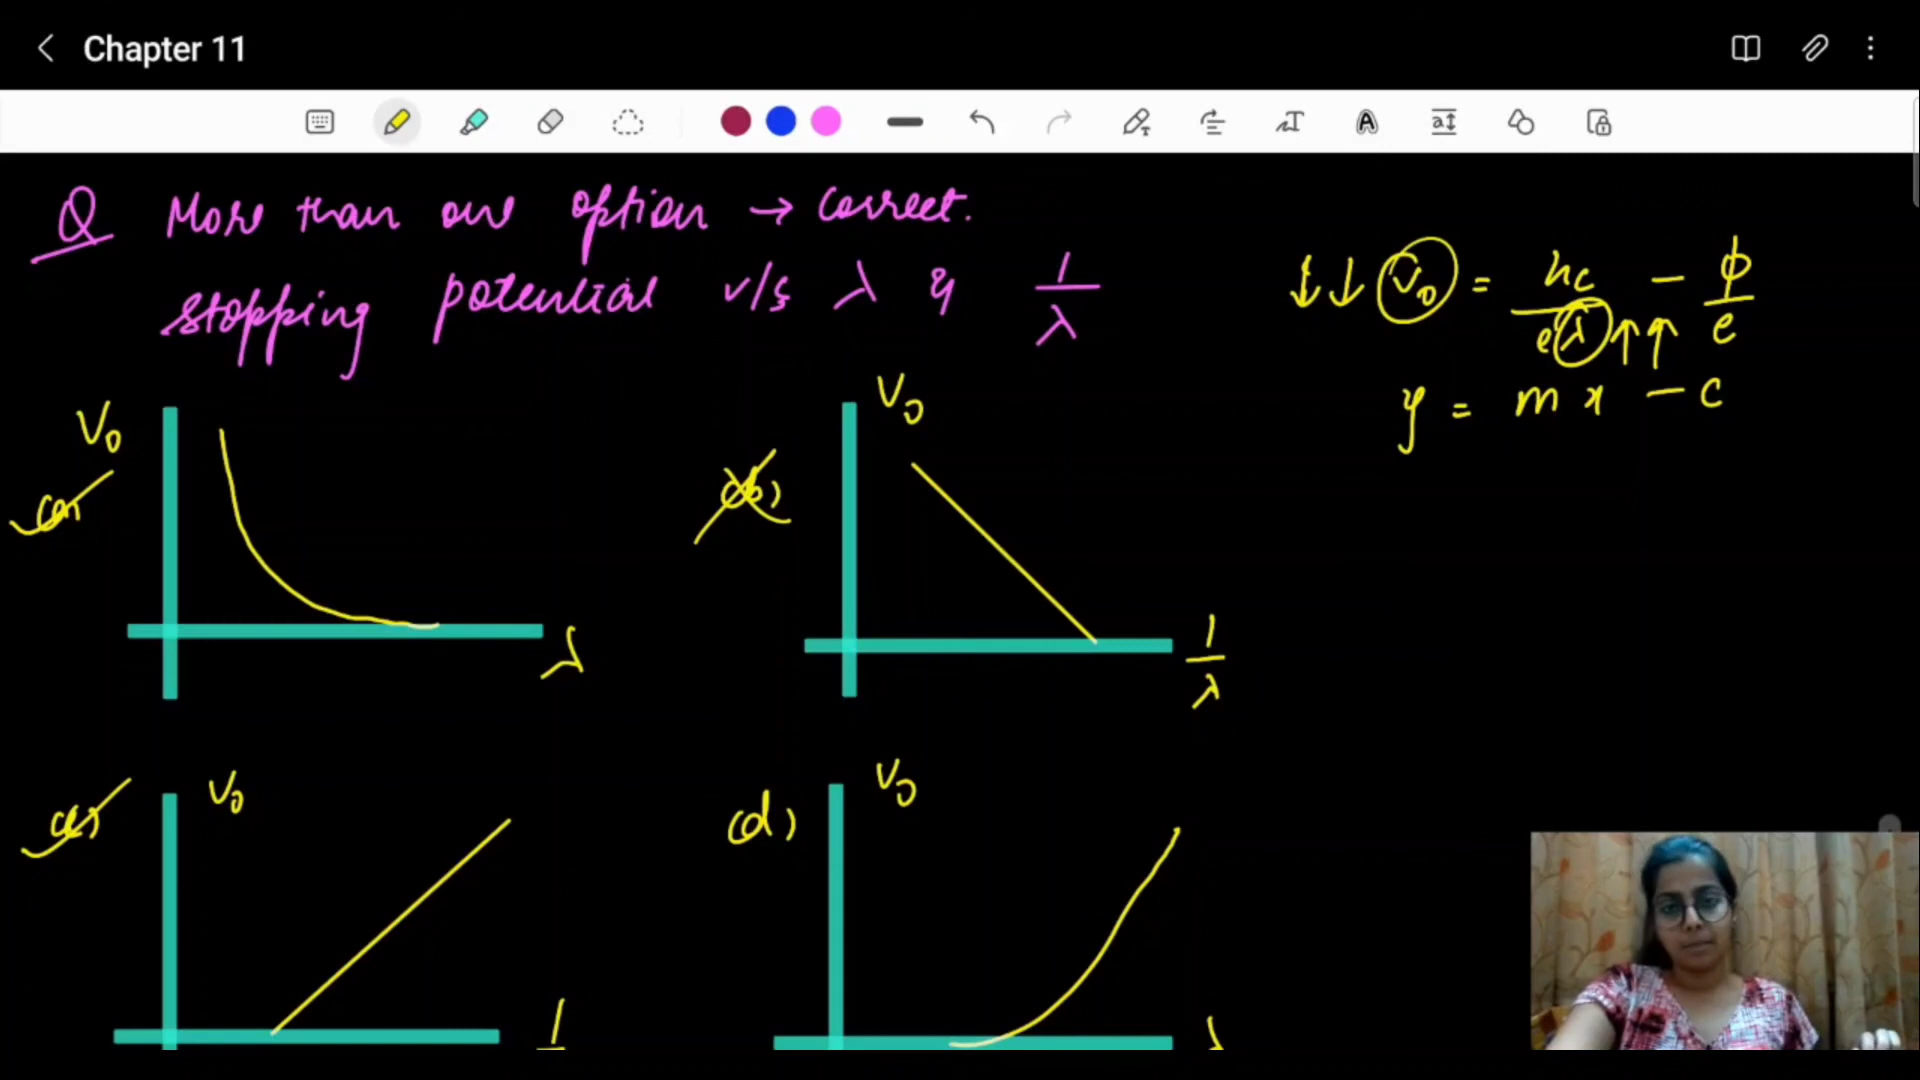 Chapter 11
Q More than one option → correct.
stopping potential v/s λ & 1/λ
↓↓ V₀ = hc/eλ ↑↑ − ϕ/e
y = mx − c
V₀
(a)
λ
V₀
(b)
1/λ
V₀
(c)
1
V₀
(d)
λ